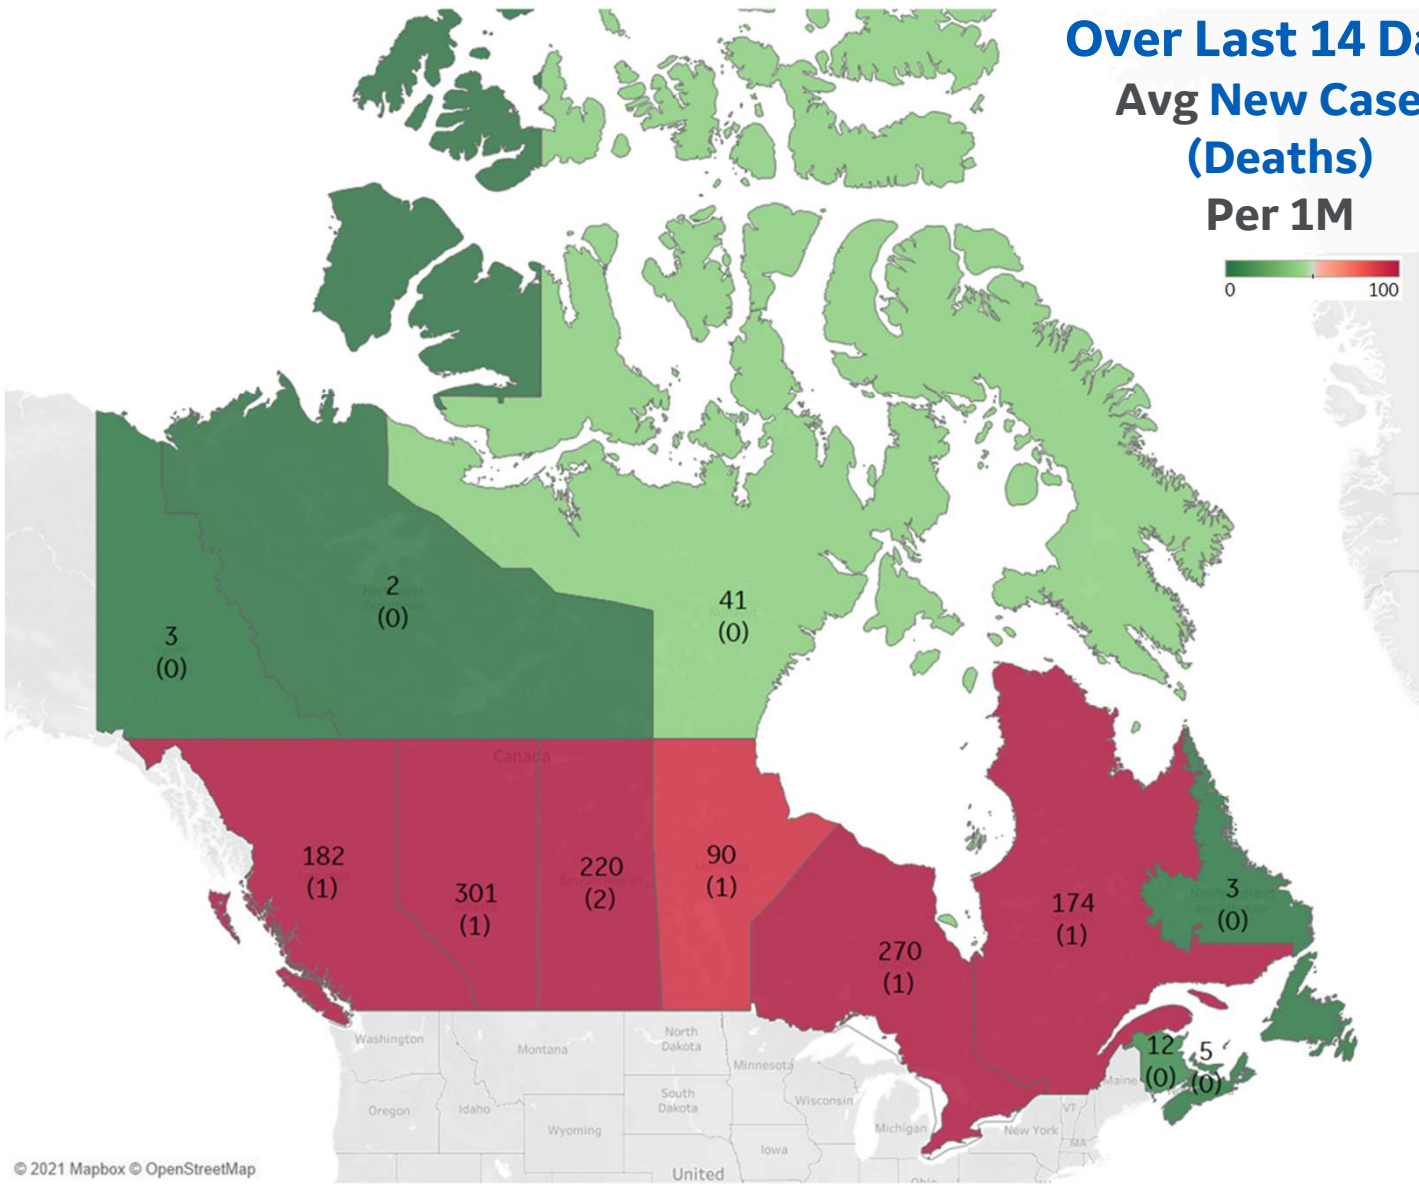 Over Last 14 Da
Avg New Case
(Deaths)
Per 1M
0 100
2
(0)
41
(0)
3
(0)
Canada
182
(1)
301
(1)
220
(2)
90
(1)
270
(1)
174
(1)
3
(0)
12
(0)
5
(0)
Washington
Montana
North
Dakota
Minnesota
Oregon
Idaho
Wyoming
South
Dakota
Wisconsin
Michigan
Iowa
New York
VT
MA
Maine
United
Ohio
© 2021 Mapbox © OpenStreetMap